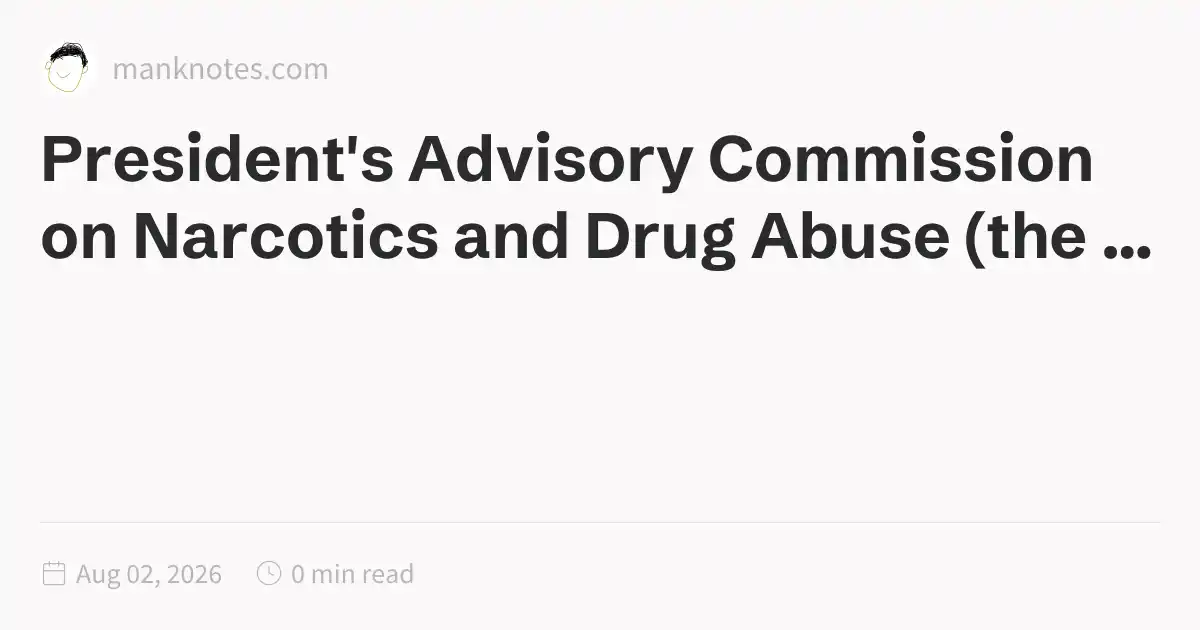 manknotes.com
President's Advisory Commission
on Narcotics and Drug Abuse (the ...
Aug 02, 2026 0 min read